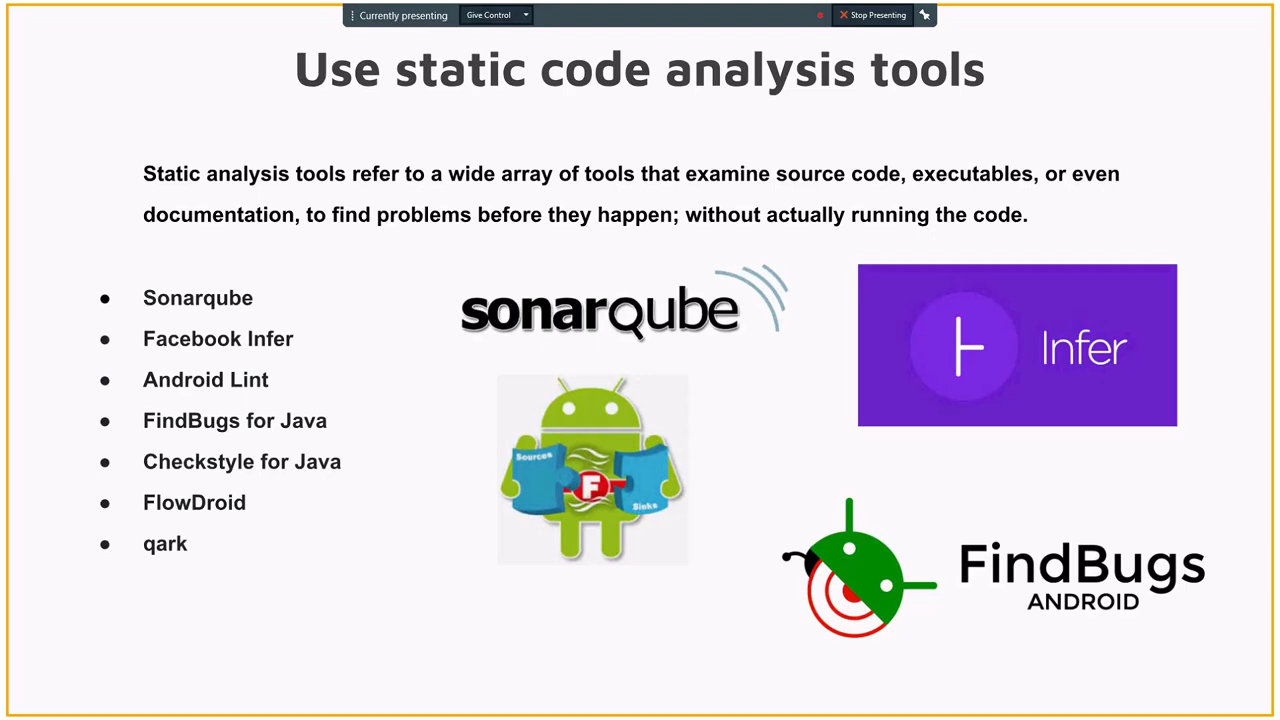 Currently presenting
Give Control
Stop Presenting
Use static code analysis tools
Static analysis tools refer to a wide array of tools that examine source code, executables, or even
documentation, to find problems before they happen; without actually running the code.
● Sonarqube
● Facebook Infer
● Android Lint
● FindBugs for Java
● Checkstyle for Java
● FlowDroid
● qark
sonarqube
Infer
Sources
F
Sinks
FindBugs
ANDROID